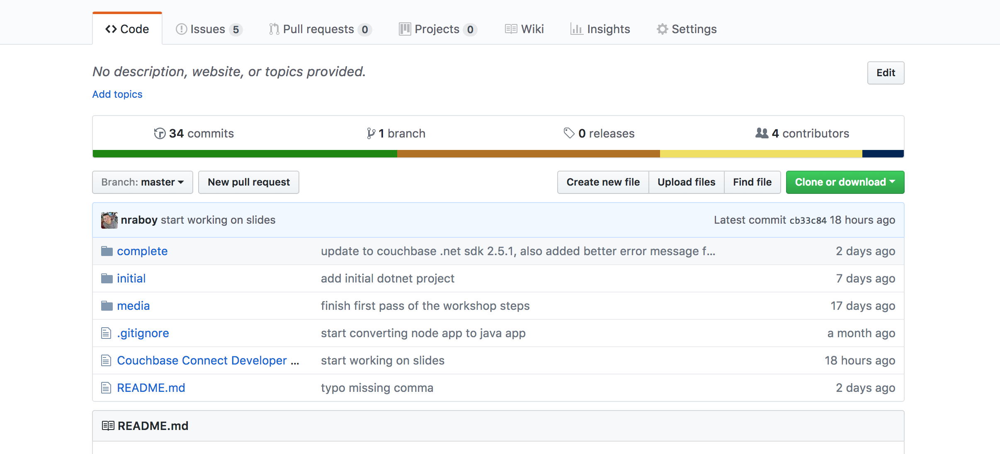 Code Issues 5 Pull requests 0 Projects 0 Wiki Insights Settings
No description, website, or topics provided. Edit
Add topics
34 commits 1 branch 0 releases 4 contributors
Branch: master New pull request Create new file Upload files Find file Clone or download
nraboy start working on slides Latest commit cb33c84 18 hours ago
complete update to couchbase .net sdk 2.5.1, also added better error message f... 2 days ago
initial add initial dotnet project 7 days ago
media finish first pass of the workshop steps 17 days ago
.gitignore start converting node app to java app a month ago
Couchbase Connect Developer ... start working on slides 18 hours ago
README.md typo missing comma 2 days ago
README.md